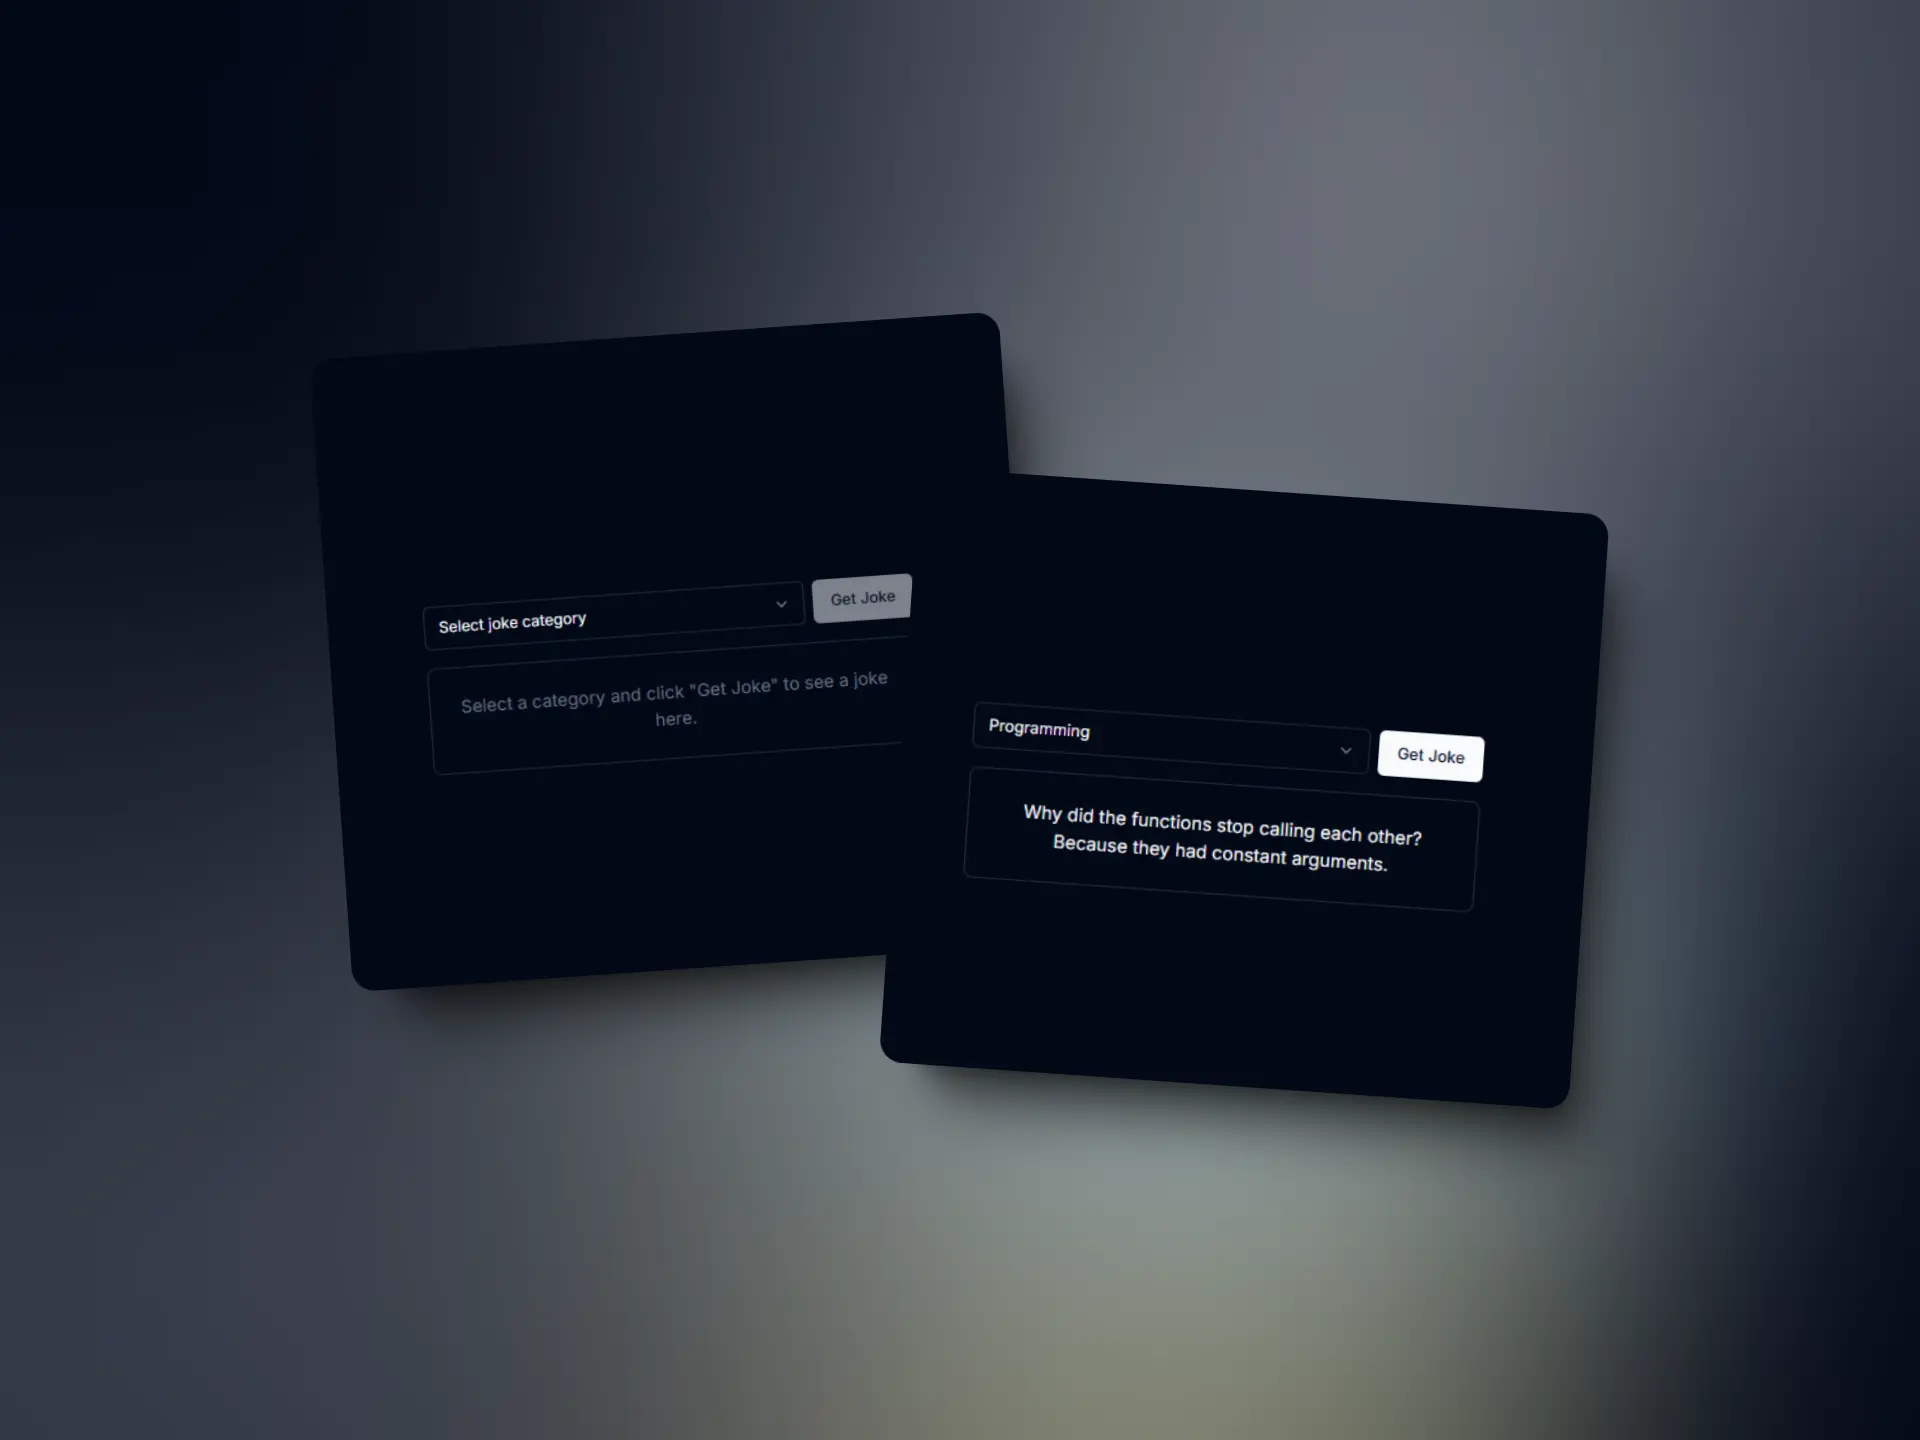 Select joke category
Get Joke
Select a category and click "Get Joke" to see a joke
here.
Programming
Get Joke
Why did the functions stop calling each other?
Because they had constant arguments.